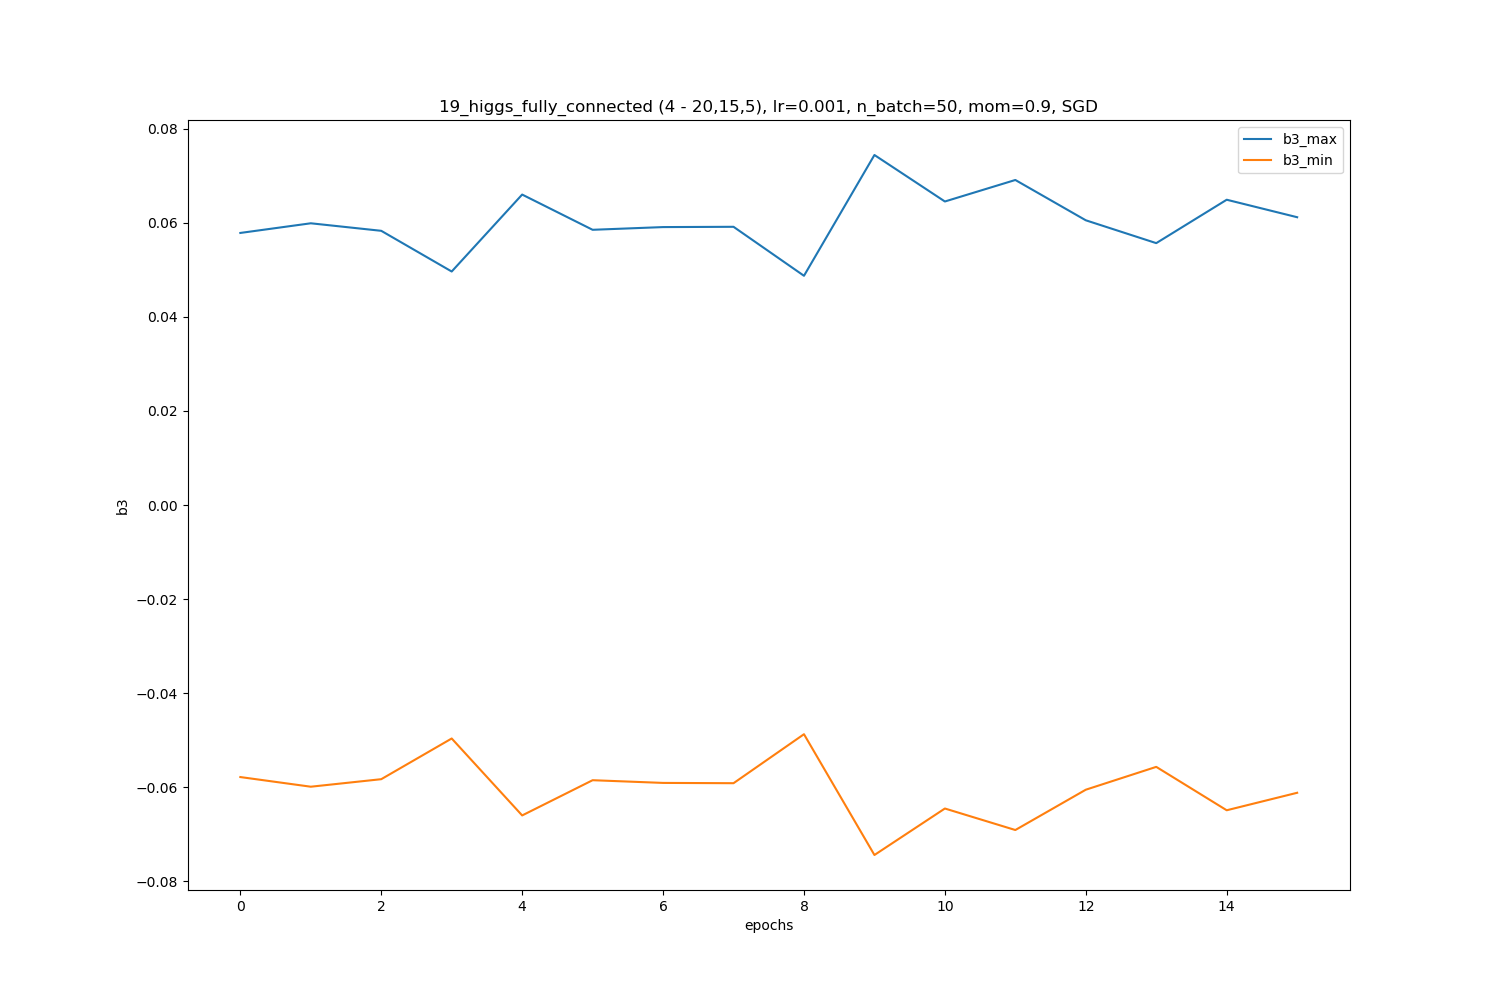 19_higgs_fully_connected (4 - 20,15,5), lr=0.001, n_batch=50, mom=0.9, SGD
b3_max
b3_min
0.08
0.06
0.04
0.02
0.00
−0.02
−0.04
−0.06
−0.08
b3
0 2 4 6 8 10 12 14
epochs